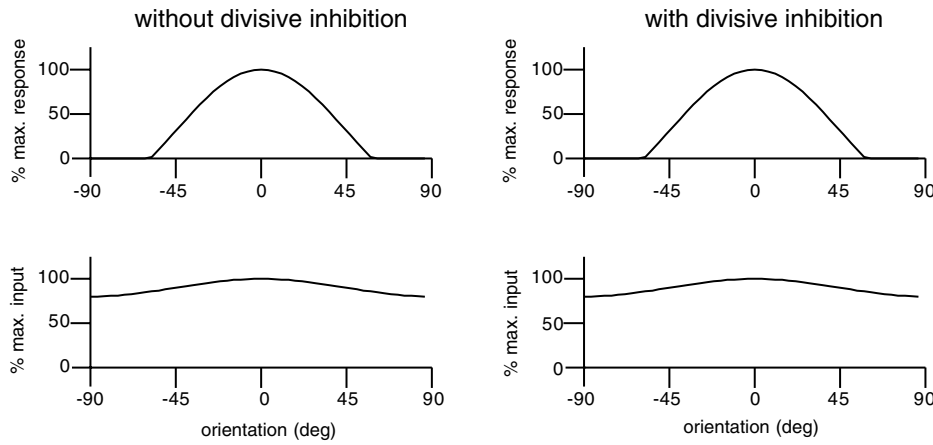 without divisive inhibition
% max. response
100
50
0
-90 -45 0 45 90
% max. input
100
50
0
-90 -45 0 45 90
orientation (deg)
with divisive inhibition
% max. response
100
50
0
-90 -45 0 45 90
% max. input
100
50
0
-90 -45 0 45 90
orientation (deg)